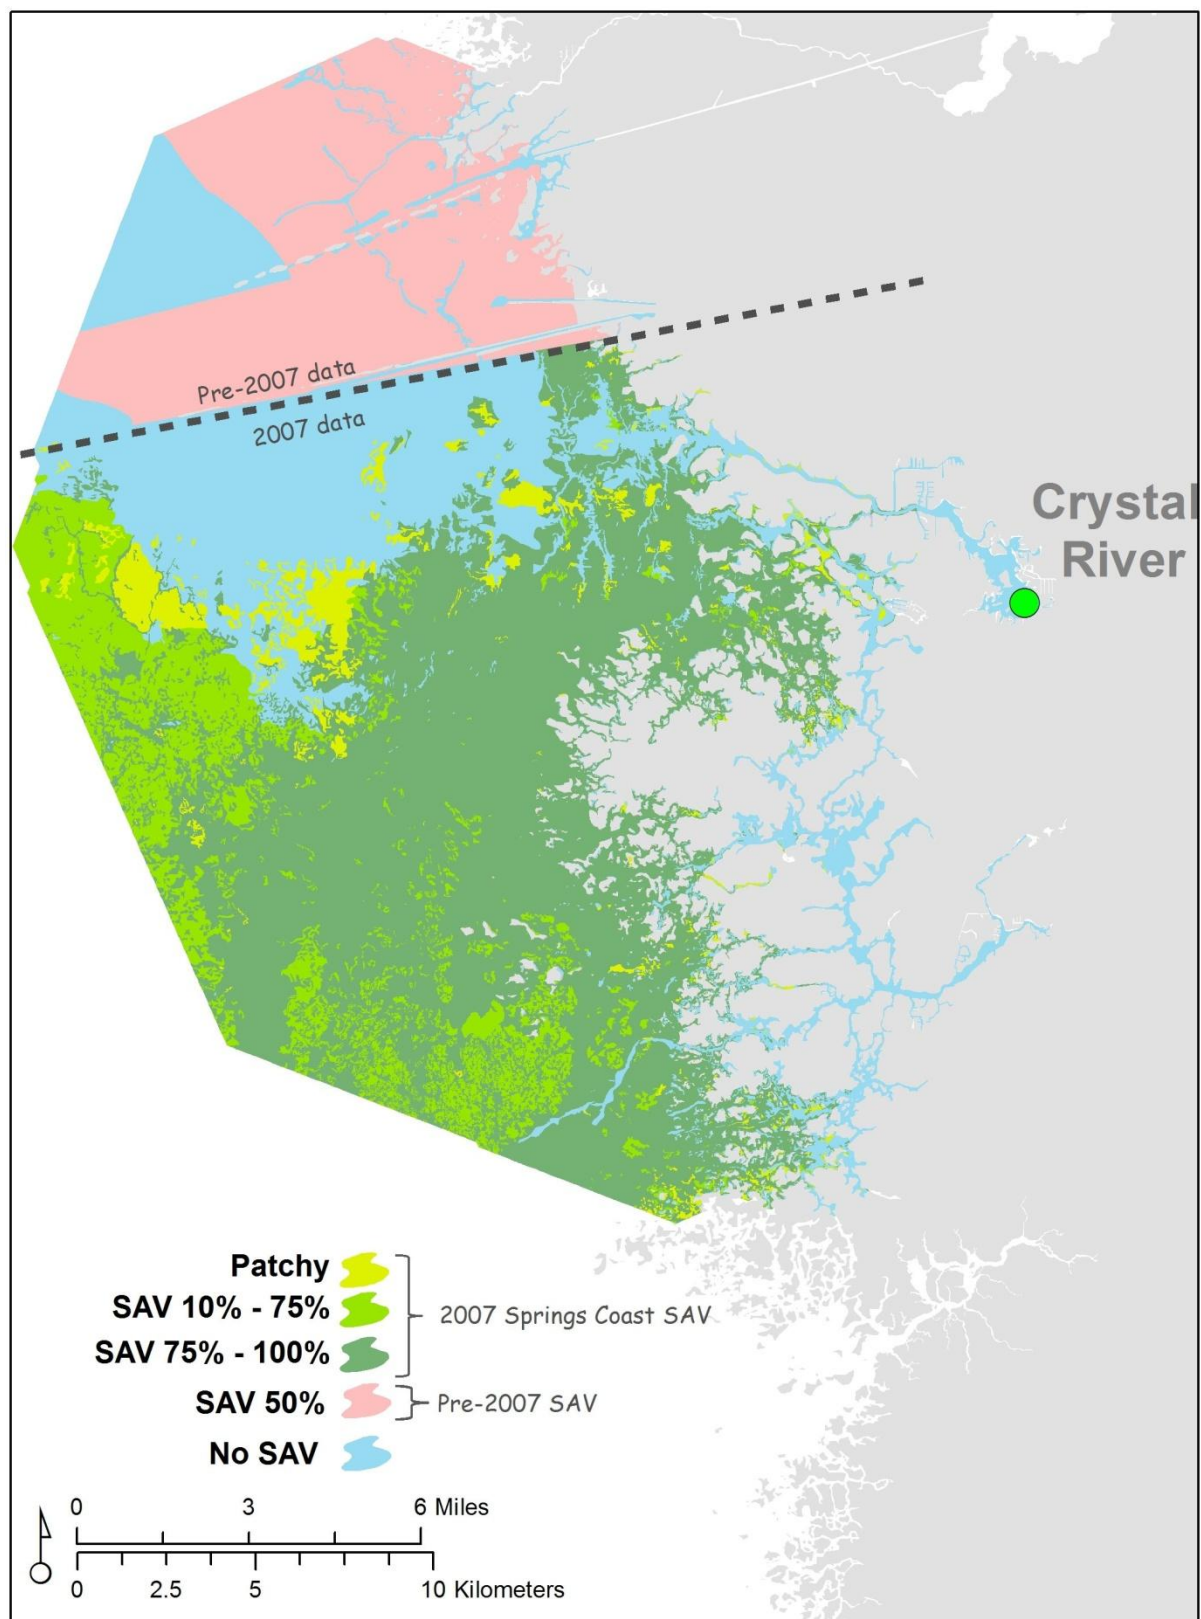 Pre-2007 data
2007 data
Crystal
River
Patchy
SAV 10% - 75%
2007 Springs Coast SAV
SAV 75% - 100%
SAV 50%
Pre-2007 SAV
No SAV
0 3 6 Miles
0 2.5 5 10 Kilometers